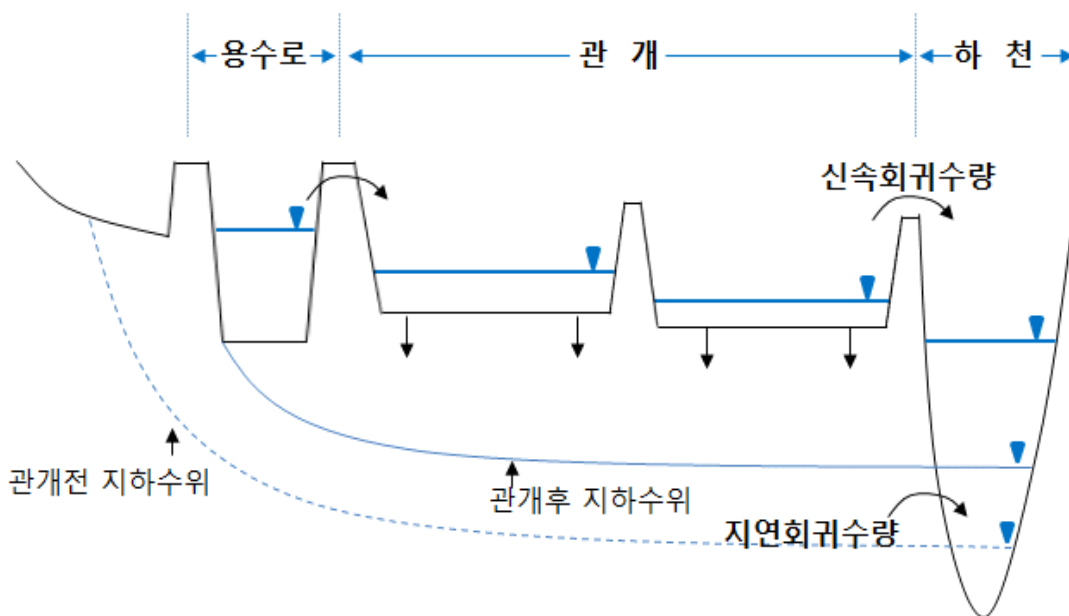 용수로
관 개
하 천
신속회귀수량
관개전 지하수위
관개후 지하수위
지연회귀수량